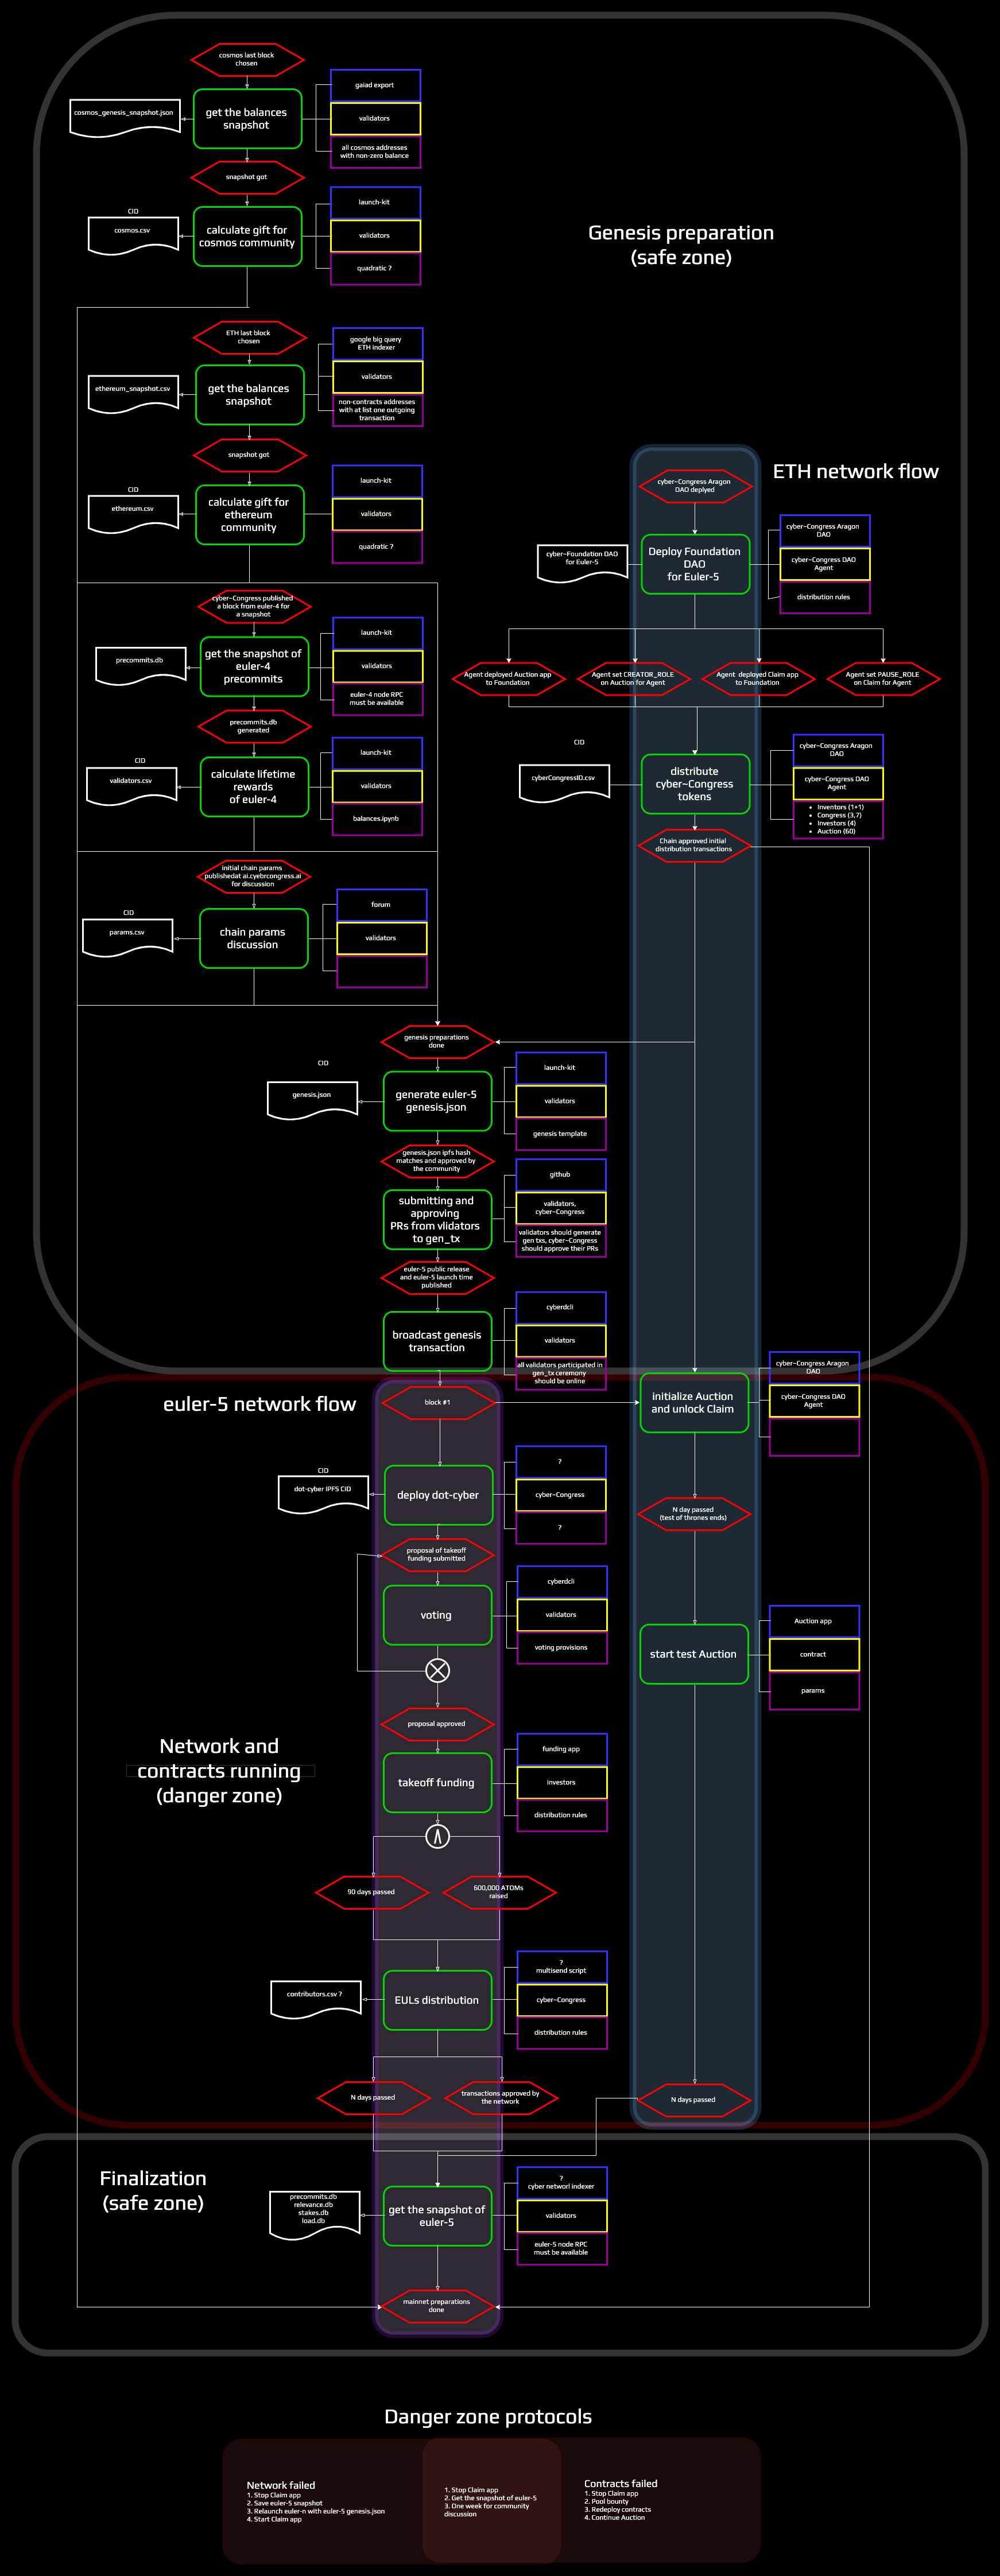 cosmos last block
chosen
gaiad export
cosmos_genesis_snapshot.json
get the balances
snapshot
validators
all cosmos addresses
with non-zero balance
snapshot got
launch-kit
CID
cosmos.csv
calculate gift for
cosmos community
validators
quadratic ?
Genesis preparation
(safe zone)
ETH last block
chosen
google big query
ETH indexer
ethereum_snapshot.csv
get the balances
snapshot
validators
non-contracts addresses
with at list one outgoing
transaction
snapshot got
launch-kit
CID
ethereum.csv
calculate gift for
ethereum
community
validators
quadratic ?
ETH network flow
cyber~Congress Aragon
DAO deplyed
cyber~Foundation DAO
for Euler-5
Deploy Foundation
DAO
for Euler-5
cyber~Congress Aragon
DAO
cyber~Congress DAO
Agent
distribution rules
cyber~Congress published
a block from euler-4 for
a snapshot
launch-kit
precommits.db
get the snapshot of
euler-4
precommits
validators
euler-4 node RPC
must be available
Agent deployed Auction app
to Foundation
Agent set CREATOR_ROLE
on Auction for Agent
Agent  deployed Claim app
to Foundation
Agent set PAUSE_ROLE
on Claim for Agent
precommits.db
generated
launch-kit
CID
validators.csv
calculate lifetime
rewards
of euler-4
validators
balances.ipynb
CID
cyberCongressID.csv
distribute
cyber~Congress
tokens
cyber~Congress Aragon
DAO
cyber~Congress DAO
Agent
• Inventors (1+1)
• Congress (3,7)
• Investors (4)
• Auction (60)
Chain approved initial
distribution transactions
initial chain params
publishedat ai.cyebrcongress.ai
for discussion
forum
CID
params.csv
chain params
discussion
validators
genesis preparations
done
launch-kit
CID
genesis.json
generate euler-5
genesis.json
validators
genesis template
genesis.json ipfs hash
matches and approved by
the community
github
submitting and
approving
PRs from vlidators
to gen_tx
validators,
cyber~Congress
validators should generate
gen txs, cyber~Congress
should approve their PRs
euler-5 public release
and euler-5 launch time
published
cyberdcli
broadcast genesis
transaction
validators
all validators participated in
gen_tx ceremony
should be online
euler-5 network flow
block #1
initialize Auction
and unlock Claim
cyber~Congress Aragon
DAO
cyber~Congress DAO
Agent
?
CID
dot-cyber IPFS CID
deploy dot-cyber
cyber~Congress
?
N day passed
(test of thrones ends)
proposal of takeoff
funding submitted
cyberdcli
voting
validators
voting provisions
start test Auction
Auction app
contract
params
proposal approved
Network and
contracts running
(danger zone)
funding app
takeoff funding
investors
distribution rules
90 days passed
600,000 ATOMs
raised
?
multisend script
contributors.csv ?
EULs distribution
cyber~Congress
distribution rules
N days passed
transactions approved by
the network
N days passed
Finalization
(safe zone)
precommits.db
relevance.db
stakes.db
load.db
get the snapshot of
euler-5
?
cyber networl indexer
validators
euler-5 node RPC
must be available
mainnet preparations
done
Danger zone protocols
Network failed
1. Stop Claim app
2. Save euler-5 snapshot
3. Relaunch euler-n with euler-5 genesis.json
4. Start Claim app
1. Stop Claim app
2. Get the snapshot of euler-5
3. One week for community
discussion
Contracts failed
1. Stop Claim app
2. Pool bounty
3. Redeploy contracts
4. Continue Auction